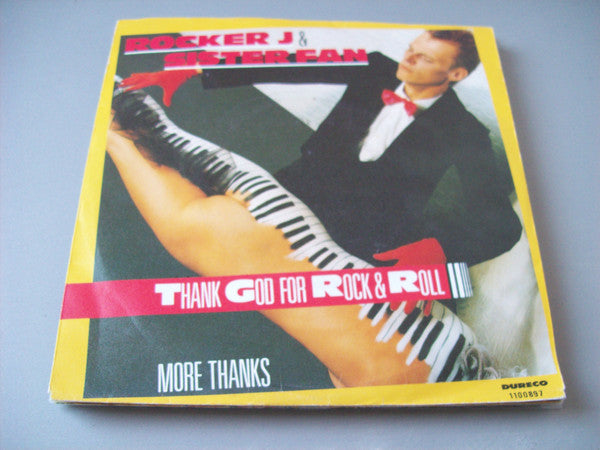 ROCKER J &
SISTER FAN
THANK GOD FOR ROCK & ROLL
MORE THANKS
DURECO
1100897